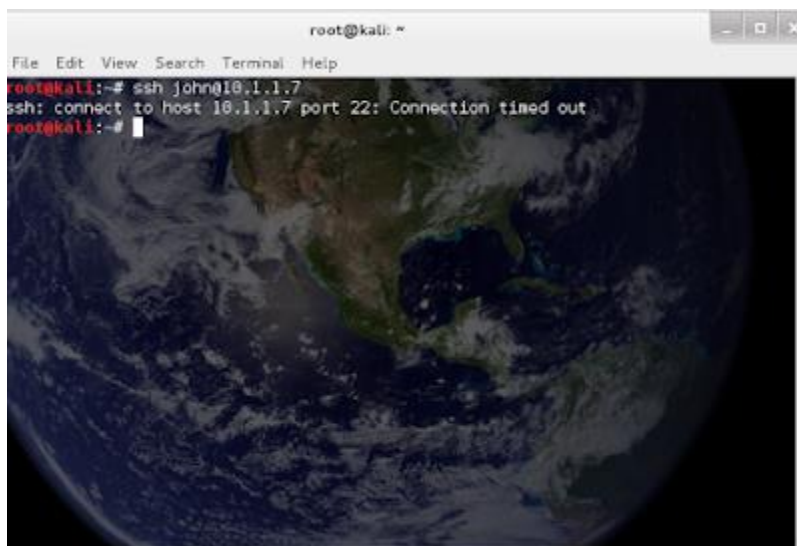 root@kali: ~
File Edit View Search Terminal Help
root@kali:~# ssh john@10.1.1.7
ssh: connect to host 10.1.1.7 port 22: Connection timed out
root@kali:~#